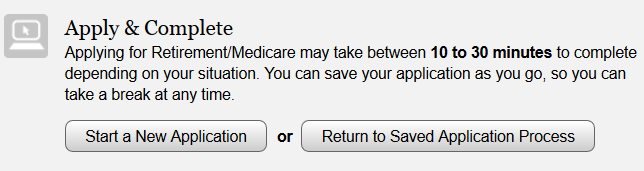 Apply & Complete
Applying for Retirement/Medicare may take between 10 to 30 minutes to complete
depending on your situation. You can save your application as you go, so you can
take a break at any time.
Start a New Application or Return to Saved Application Process